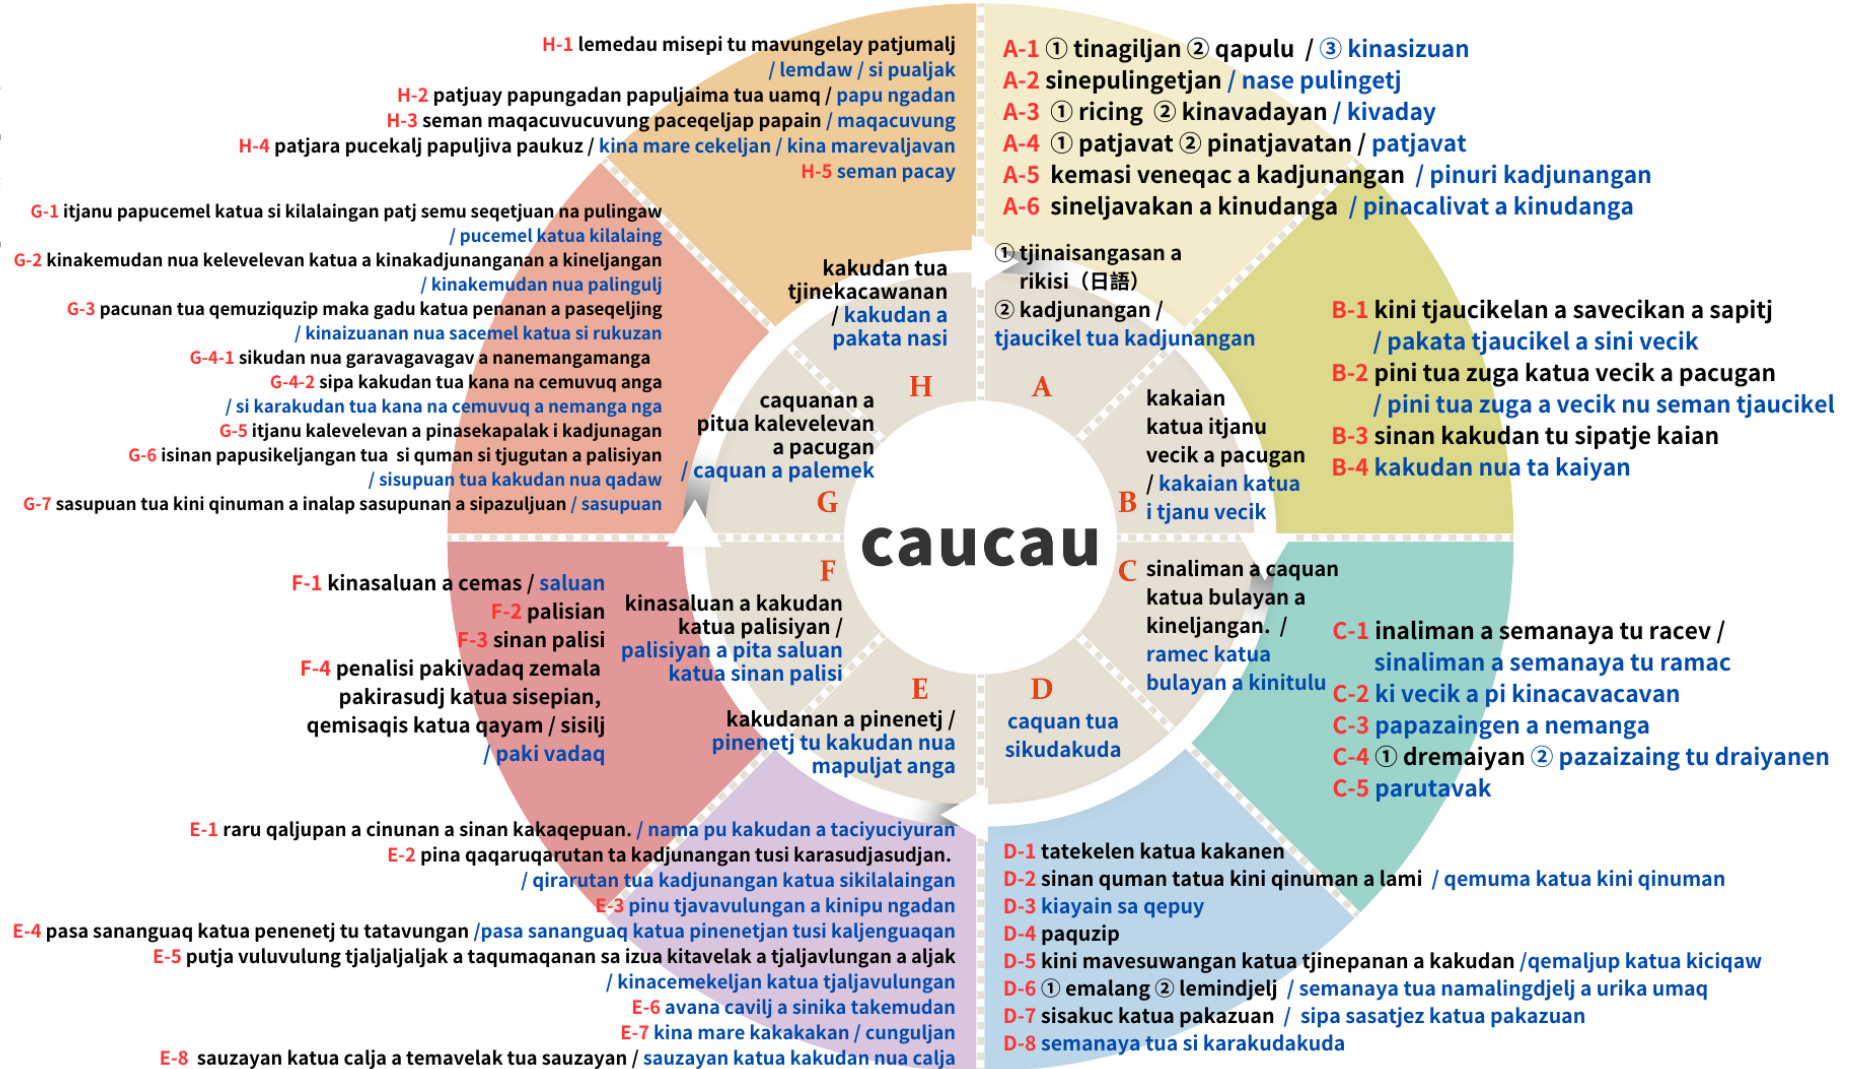 H-1 lemedau misepi tu mavungelay patjumalj
/ lemdaw / si pualjak
H-2 patjuay papungadan papuljaima tua uamq / papu ngadan
H-3 seman maqacuvucuvung paceqeljap papain / maqacuvung
H-4 patjara pucekalj papuljiva paukuz / kina mare cekeljan / kina marevaljavan
H-5 seman pacay
A-1 ① tinagiljan ② qapulu / ③ kinasizuan
A-2 sinepulingetjan / nase pulingetj
A-3 ① ricing ② kinavadayan / kivaday
A-4 ① patjavat ② pinatjavatan / patjavat
A-5 kemasi veneqac a kadjunangan / pinuri kadjunangan
A-6 sineljavakan a kinudanga / pinacalivat a kinudanga
G-1 itjanu papucemel katua si kilalaingan patj semu seqetjuan na pulingaw
/ pucemel katua kilalaing
G-2 kinakemudan nua kelevelevan katua a kinakadjunanganan a kineljangan
/ kinakemudan nua palingulj
G-3 pacunan tua qemuziquzip maka gadu katua penanan a paseqeljing
/ kinaizuanan nua sacemel katua si rukuzan
G-4-1 sikudan nua garavagavagav a nanemangamanga
G-4-2 sipa kakudan tua kana na cemuvuq anga
/ si karakudan tua kana na cemuvuq a nemanga nga
G-5 itjanu kalevelevan a pinasekapalak i kadjunagan
G-6 isinan papusikeljangan tua si quman si tjugutan a palisiyan
/ sisupuan tua kakudan nua qadaw
G-7 sasupuan tua kini qinuman a inalap sasupunan a sipazuljuan / sasupuan
kakudan tua
tjinekacawanan
/ kakudan a
pakata nasi
H
① tjinaisangasan a
rikisi（日語）
② kadjunangan /
tjaucikel tua kadjunangan
A
B-1 kini tjaucikelan a savecikan a sapitj
/ pakata tjaucikel a sini vecik
B-2 pini tua zuga katua vecik a pacugan
/ pini tua zuga a vecik nu seman tjaucikel
B-3 sinan kakudan tu sipatje kaian
B-4 kakudan nua ta kaiyan
caquanan a
pitua kalevelevan
a pacugan
/ caquan a palemek
G
kakaian
katua itjanu
vecik a pacugan
/ kakaian katua
i tjanu vecik
B
caucau
F-1 kinasaluan a cemas / saluan
F-2 palisian
F-3 sinan palisi
F-4 penalisi pakivadaq zemala
pakirasudj katua sisepian,
qemisaqis katua qayam / sisilj
/ paki vadaq
F
kinasaluan a kakudan
katua palisiyan /
palisiyan a pita saluan
katua sinan palisi
C
sinaliman a caquan
katua bulayan a
kineljangan. /
ramec katua
bulayan a kinitulu
C-1 inaliman a semanaya tu racev /
sinaliman a semanaya tu ramac
C-2 ki vecik a pi kinacavacavan
C-3 papazaingen a nemanga
C-4 ① dremaiyan ② pazaizaing tu draiyanen
C-5 parutavak
E
kakudanan a pinenetj /
pinenetj tu kakudan nua
mapuljat anga
D
caquan tua
sikudakuda
E-1 raru qaljupan a cinunan a sinan kakaqepuan. / nama pu kakudan a taciyuciyuran
E-2 pina qaqaruqarutan ta kadjunangan tusi karasudjasudjan.
/ qirarutan tua kadjunangan katua sikilalaingan
E-3 pinu tjavavulungan a kinipu ngadan
E-4 pasa sananguaq katua penenetj tu tatavungan /pasa sananguaq katua pinenetjan tusi kaljenguaqan
E-5 putja vuluvulung tjaljaljaljak a taqumaqanan sa izua kitavelak a tjaljavlungan a aljak
/ kinacemekeljan katua tjaljavulungan
E-6 avana cavilj a sinika takemudan
E-7 kina mare kakakakan / cunguljan
E-8 sauzayan katua calja a temavelak tua sauzayan / sauzayan katua kakudan nua calja
D-1 tatekelen katua kakanen
D-2 sinan quman tatua kini qinuman a lami / qemuma katua kini qinuman
D-3 kiayain sa qepuy
D-4 paquzip
D-5 kini mavesuwangan katua tjinepanan a kakudan /qemaljup katua kiciqaw
D-6 ① emalang ② lemindjelj / semanaya tua namalingdjelj a urika umaq
D-7 sisakuc katua pakazuan / sipa sasatjez katua pakazuan
D-8 semanaya tua si karakudakuda